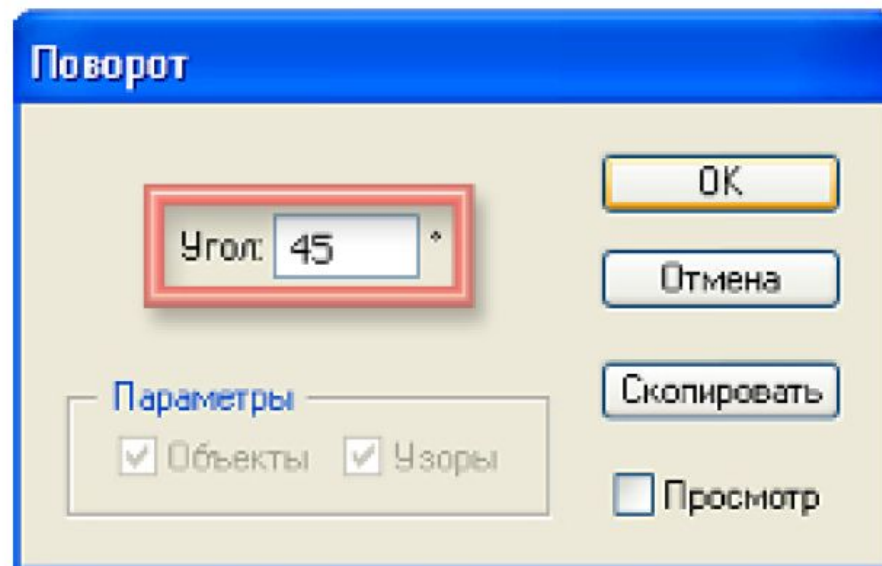 Поворот
Угол: 45 °
OK
Отмена
Скопировать
Параметры
Объекты Узоры
Просмотр